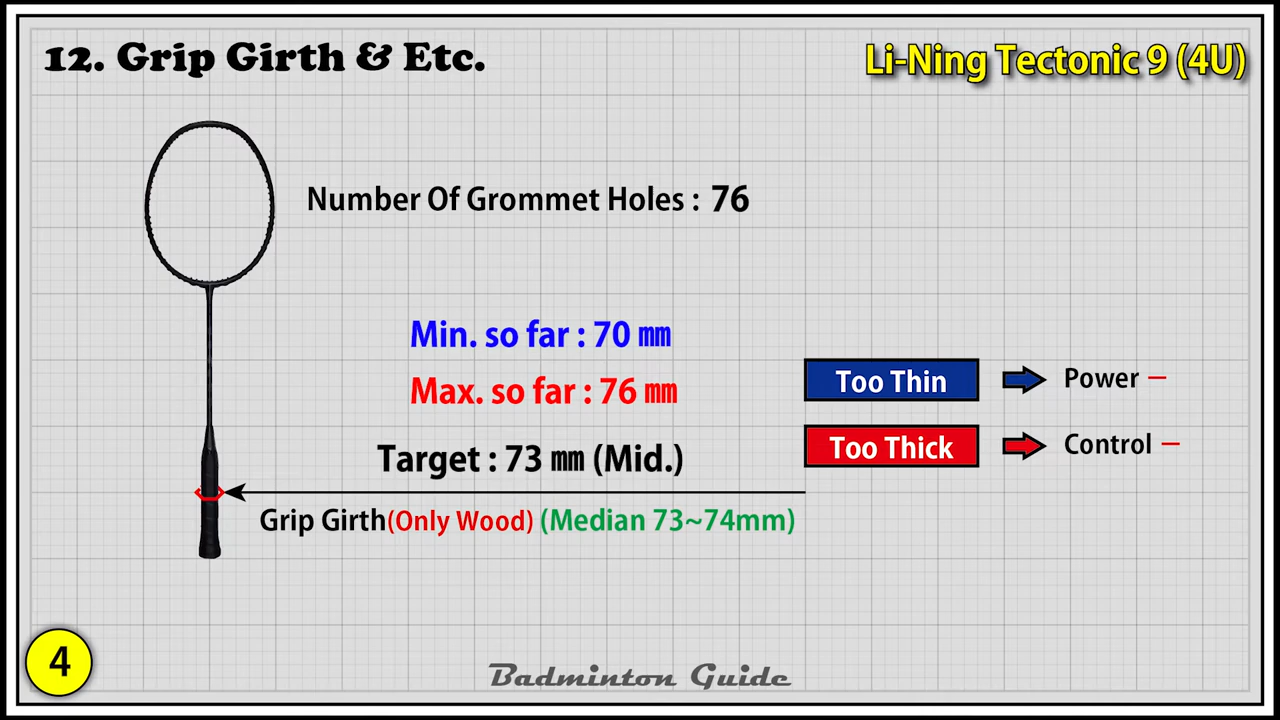 12. Grip Girth & Etc.
Li-Ning Tectonic 9 (4U)
Number Of Grommet Holes : 76
Min. so far : 70 ㎜
Max. so far : 76 ㎜
Target : 73 ㎜ (Mid.)
Too Thin
Power –
Too Thick
Control –
Grip Girth(Only Wood) (Median 73~74mm)
4
Badminton Guide